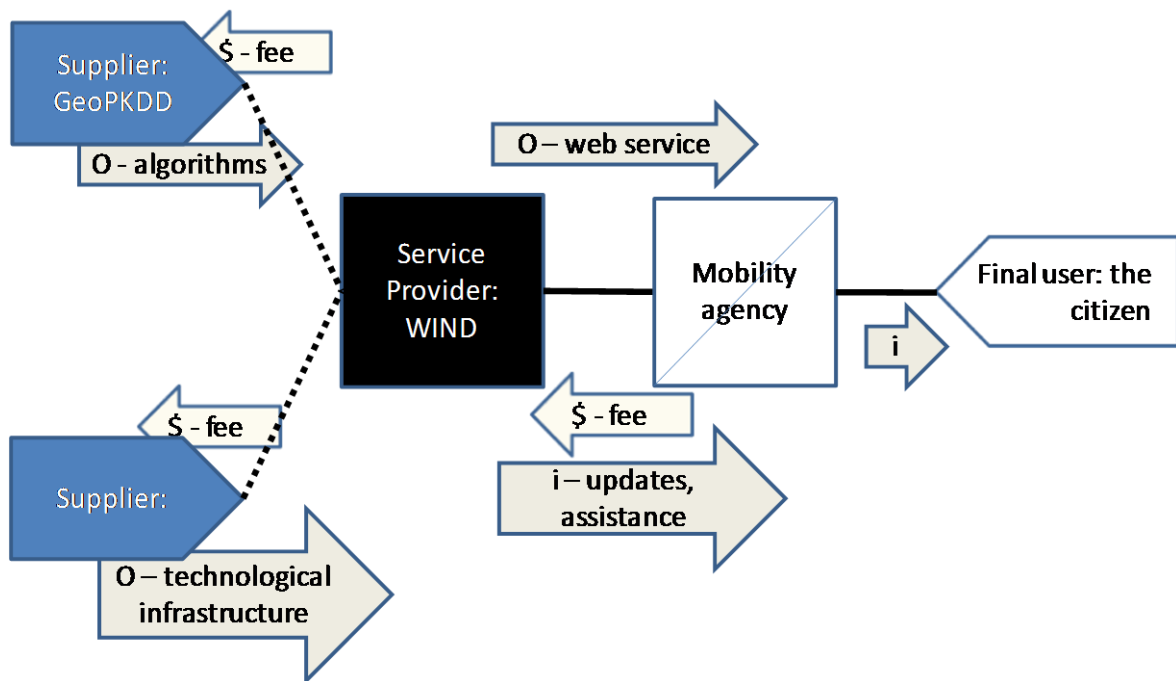 $ - fee
Supplier:
GeoPKDD
O - algorithms
O – web service
Service
Provider:
WIND
Mobility
agency
Final user: the
citizen
i
$ - fee
$ - fee
Supplier:
i – updates,
assistance
O – technological
infrastructure